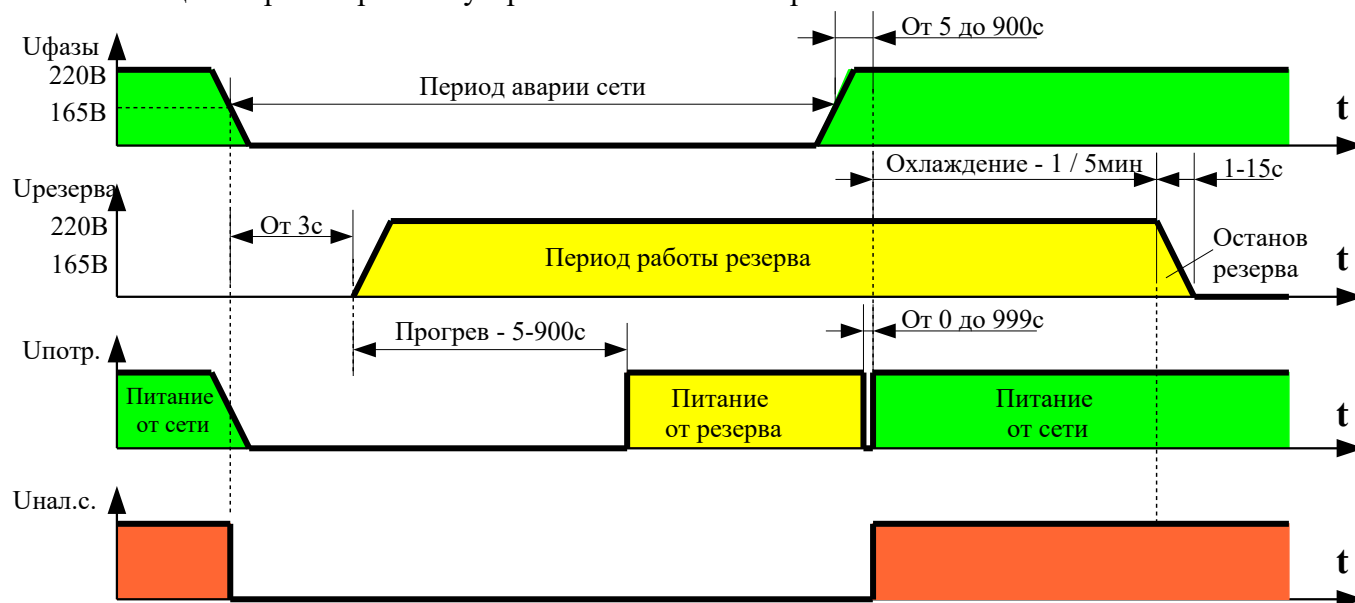 Uфазы
220В
165В
От 5 до 900с
Период аварии сети
t
Охлаждение - 1 / 5мин
1-15с
Uрезерва
220В
165В
От 3с
Период работы резерва
Останов
резерва
t
Прогрев - 5-900с
От 0 до 999с
Uпотр.
Питание
от сети
Питание
от резерва
Питание
от сети
t
Uнал.с.
t